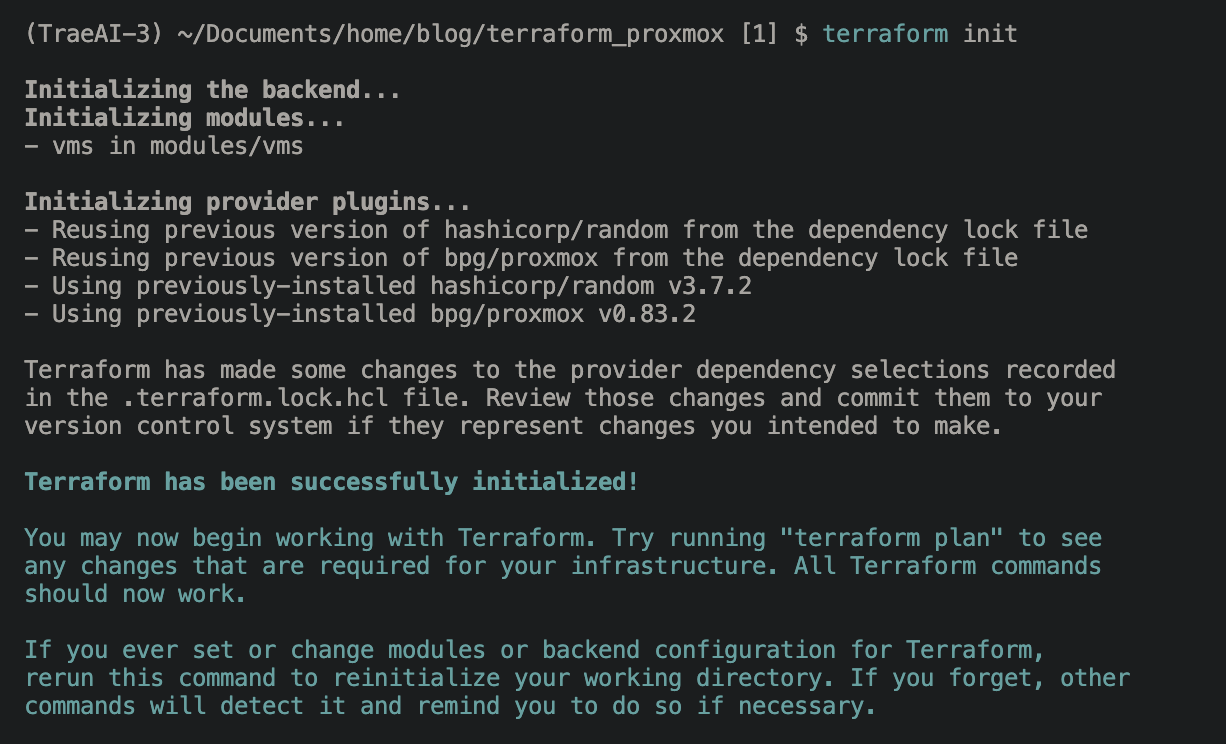 (TraeAI-3) ~/Documents/home/blog/terraform_proxmox [1] $ terraform init
Initializing the backend...
Initializing modules...
- vms in modules/vms
Initializing provider plugins...
- Reusing previous version of hashicorp/random from the dependency lock file
- Reusing previous version of bpg/proxmox from the dependency lock file
- Using previously-installed hashicorp/random v3.7.2
- Using previously-installed bpg/proxmox v0.83.2
Terraform has made some changes to the provider dependency selections recorded
in the .terraform.lock.hcl file. Review those changes and commit them to your
version control system if they represent changes you intended to make.
Terraform has been successfully initialized!
You may now begin working with Terraform. Try running "terraform plan" to see
any changes that are required for your infrastructure. All Terraform commands
should now work.
If you ever set or change modules or backend configuration for Terraform,
rerun this command to reinitialize your working directory. If you forget, other
commands will detect it and remind you to do so if necessary.